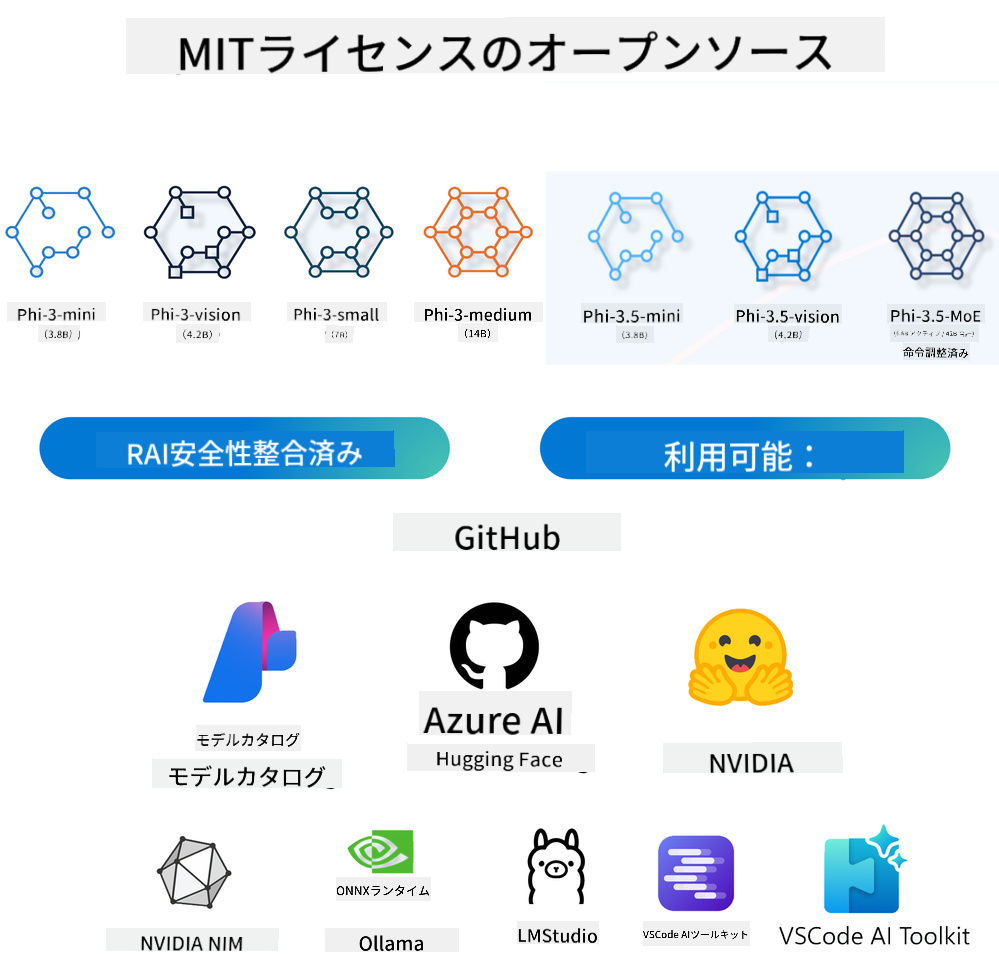 MITライセンスのオープンソース
Phi-3-mini
(3.8B)
Phi-3-vision
(4.2B)
Phi-3-small
(7B)
Phi-3-medium
(14B)
Phi-3.5-mini
(3.8B)
Phi-3.5-vision
(4.2B)
Phi-3.5-MoE
命令調整済み
RAI安全性整合済み
利用可能：
GitHub
モデルカタログ
モデルカタログ
Azure AI
Hugging Face
NVIDIA
NVIDIA NIM
ONNXランタイム
Ollama
LMStudio
VSCode AIツールキット
VSCode AI Toolkit